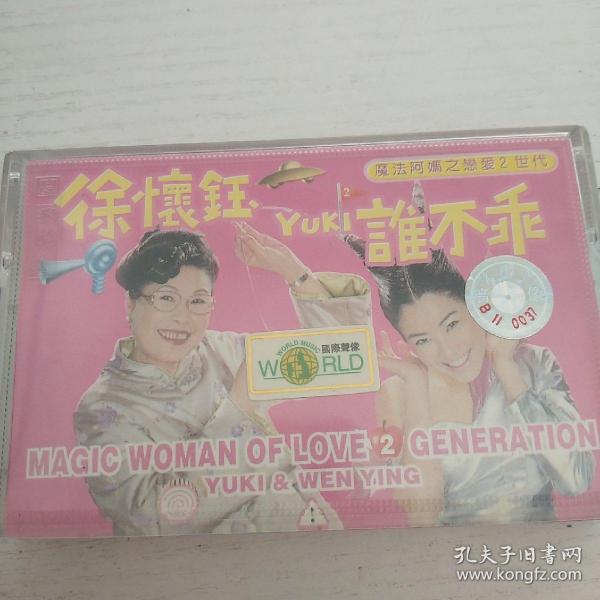 魔法阿媽之戀愛2世代
徐懷鈺 YUKI 2 誰不乖
B 11 0037
WORLD MUSIC 國際聲像
WORLD
MAGIC WOMAN OF LOVE 2 GENERATION
YUKI & WEN YING
孔夫子旧书网
www.kongfz.com